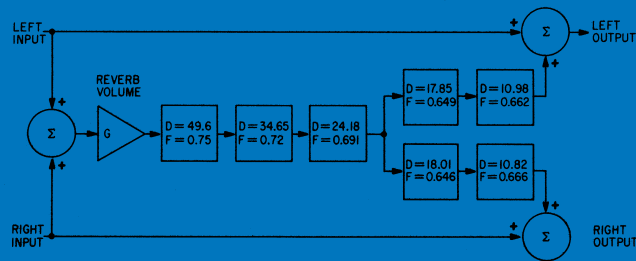 LEFT
INPUT
+
Σ
LEFT
OUTPUT
+
REVERB
VOLUME
+
Σ
+
G
D=49.6
F=0.75
D=34.65
F=0.72
D=24.18
F=0.691
D=17.85
F=0.649
D=10.98
F=0.662
D=18.01
F=0.646
D=10.82
F=0.666
+
RIGHT
INPUT
+
Σ
RIGHT
OUTPUT